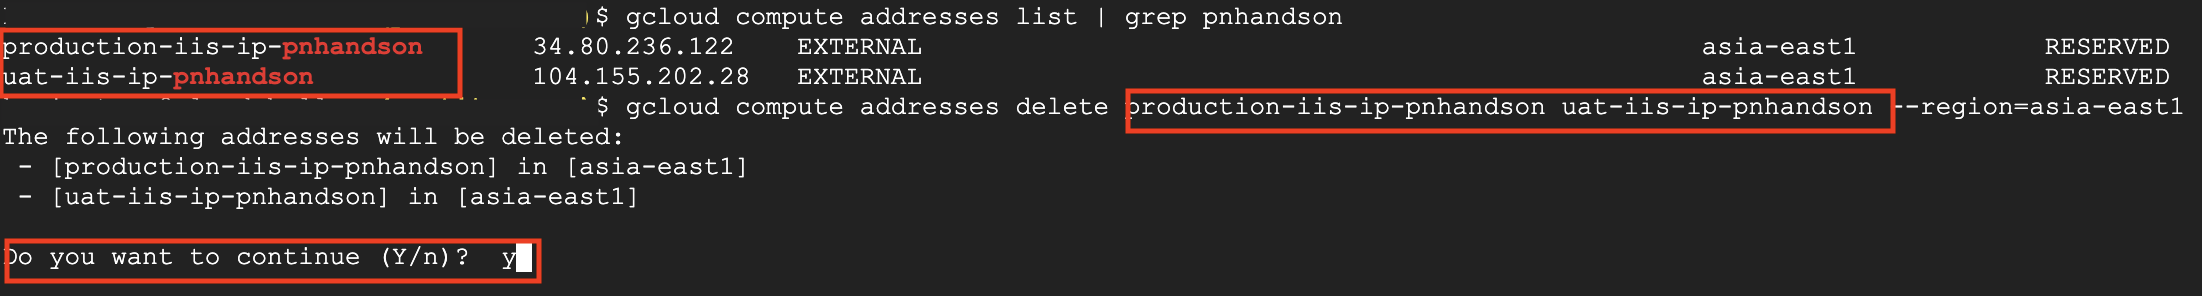 $ gcloud compute addresses list | grep pnhandson
production-iis-ip-pnhandson 34.80.236.122 EXTERNAL asia-east1 RESERVED
uat-iis-ip-pnhandson 104.155.202.28 EXTERNAL asia-east1 RESERVED
$ gcloud compute addresses delete production-iis-ip-pnhandson uat-iis-ip-pnhandson --region=asia-east1
The following addresses will be deleted:
- [production-iis-ip-pnhandson] in [asia-east1]
- [uat-iis-ip-pnhandson] in [asia-east1]
Do you want to continue (Y/n)? y